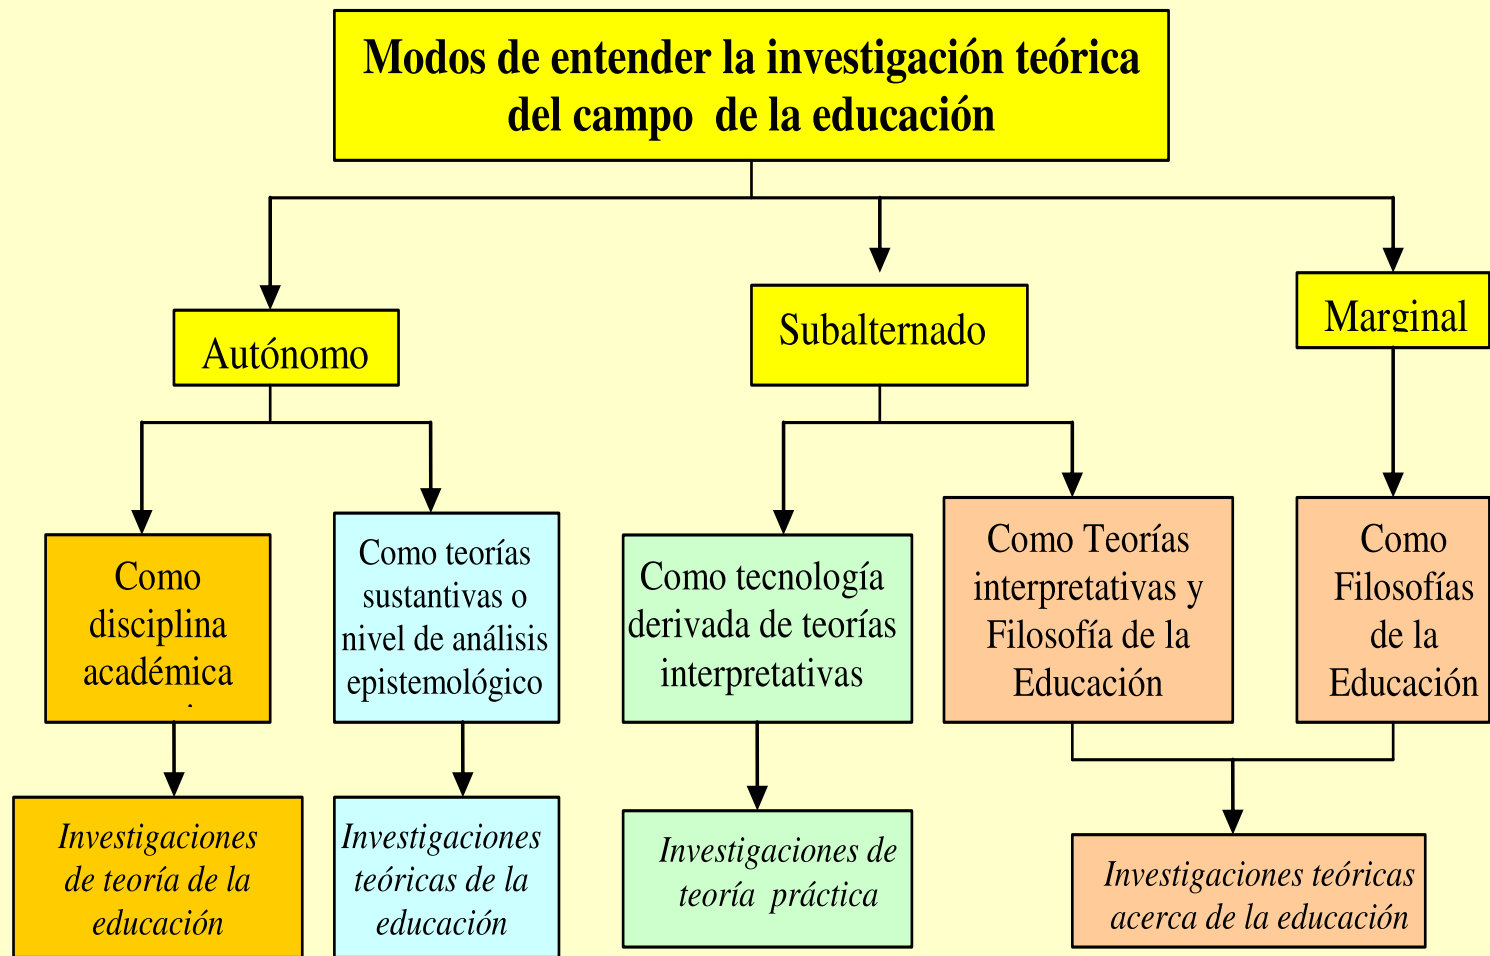 Modos de entender la investigación teórica
del campo de la educación
Autónomo
Subalternado
Marginal
Como
disciplina
académica
Como teorías
sustantivas o
nivel de análisis
epistemológico
Como tecnología
derivada de teorías
interpretativas
Como Teorías
interpretativas y
Filosofía de la
Educación
Como
Filosofías
de la
Educación
Investigaciones
de teoría de la
educación
Investigaciones
teóricas de la
educación
Investigaciones de
teoría práctica
Investigaciones teóricas
acerca de la educación